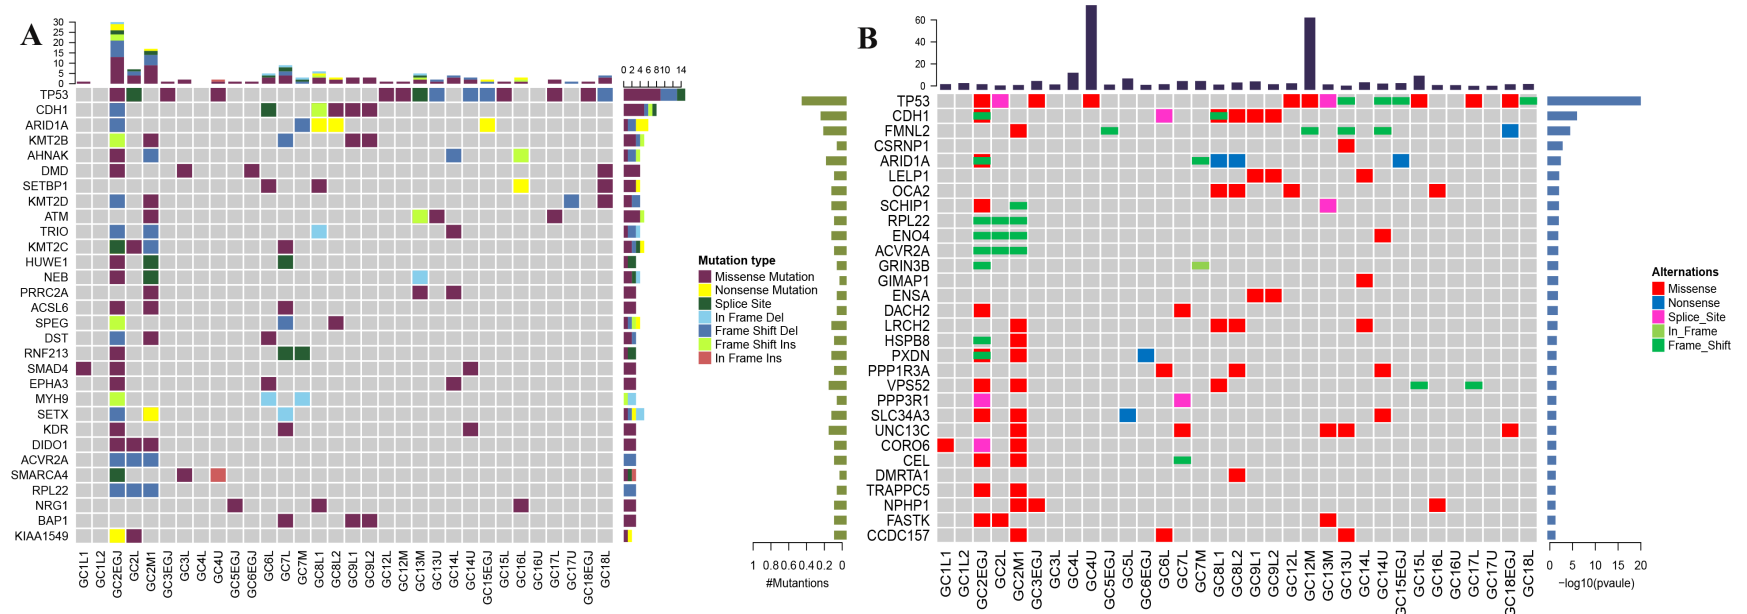 A
30
25
20
15
10
5
0
0 2 4 6 8 10 14
TP53
CDH1
ARID1A
KMT2B
AHNAK
DMD
SETBP1
KMT2D
ATM
TRIO
KMT2C
HUWE1
NEB
PRRC2A
ACSL6
SPEG
DST
RNF213
SMAD4
EPHA3
MYH9
SETX
KDR
DIDO1
ACVR2A
SMARCA4
RPL22
NRG1
BAP1
KIAA1549
GC1L1
GC1L2
GC2EGJ
GC2L
GC2M1
GC3EGJ
GC3L
GC4L
GC4U
GC5EGJ
GC6EGJ
GC6L
GC7L
GC7M
GC8L1
GC8L2
GC9L1
GC9L2
GC12L
GC12M
GC13M
GC13U
GC14L
GC14U
GC15EGJ
GC15L
GC16L
GC16U
GC17L
GC17U
GC18EGJ
GC18L
Mutation type
Missense Mutation
Nonsense Mutation
Splice Site
In Frame Del
Frame Shift Del
Frame Shift Ins
In Frame Ins
B
60
40
20
0
TP53
CDH1
FMNL2
CSRNP1
ARID1A
LELP1
OCA2
SCHIP1
RPL22
ENO4
ACVR2A
GRIN3B
GIMAP1
ENSA
DACH2
LRCH2
HSPB8
PXDN
PPP1R3A
VPS52
PPP3R1
SLC34A3
UNC13C
CORO6
CEL
DMRTA1
TRAPPC5
NPHP1
FASTK
CCDC157
1 0.8 0.6 0.4 0.2 0
#Mutantions
GC1L1
GC1L2
GC2EGJ
GC2L
GC2M1
GC3EGJ
GC3L
GC4L
GC4U
GC5EGJ
GC5L
GC6EGJ
GC6L
GC7L
GC7M
GC8L1
GC8L2
GC9L1
GC9L2
GC12L
GC12M
GC13M
GC13U
GC14L
GC14U
GC15EGJ
GC15L
GC16L
GC16U
GC17L
GC17U
GC18EGJ
GC18L
0 5 10 15 20
−log10(pvaule)
Alternations
Missense
Nonsense
Splice_Site
In_Frame
Frame_Shift